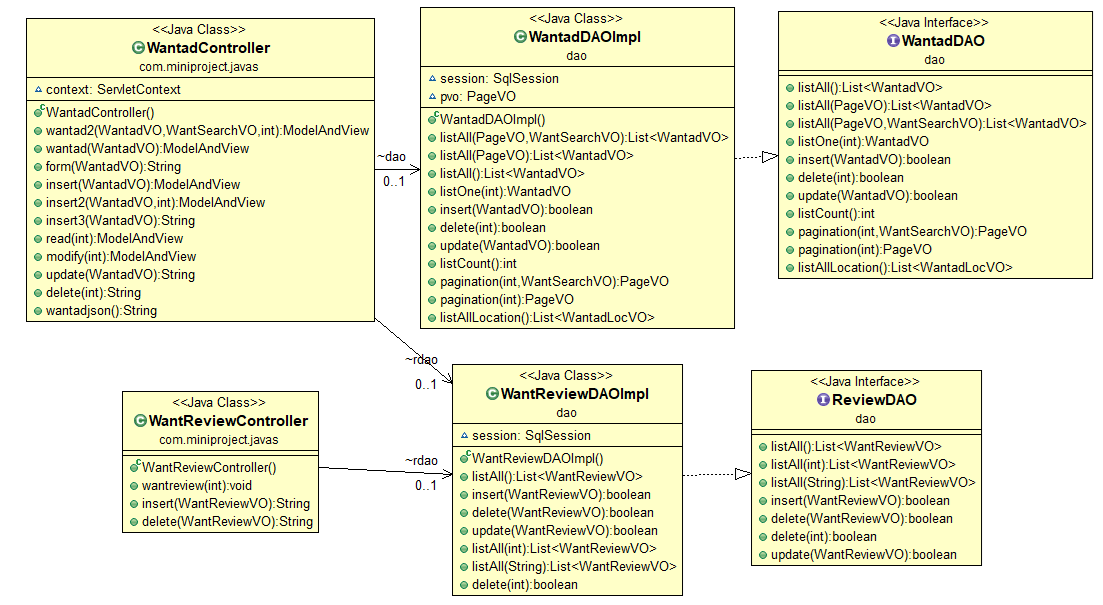 <<Java Class>>
WantadController
com.miniproject.javas
context: ServletContext
WantadController()
wantad2(WantadVO,WantSearchVO,int):ModelAndView
wantad(WantadVO):ModelAndView
form(WantadVO):String
insert(WantadVO):ModelAndView
insert2(WantadVO,int):ModelAndView
insert3(WantadVO):String
read(int):ModelAndView
modify(int):ModelAndView
update(WantadVO):String
delete(int):String
wantadjson():String
~dao
0..1
<<Java Class>>
WantadDAOImpl
dao
session: SqlSession
pvo: PageVO
WantadDAOImpl()
listAll(PageVO,WantSearchVO):List<WantadVO>
listAll(PageVO):List<WantadVO>
listAll():List<WantadVO>
listOne(int):WantadVO
insert(WantadVO):boolean
delete(int):boolean
update(WantadVO):boolean
listCount():int
pagination(int,WantSearchVO):PageVO
pagination(int):PageVO
listAllLocation():List<WantadLocVO>
<<Java Interface>>
WantadDAO
dao
listAll():List<WantadVO>
listAll(PageVO):List<WantadVO>
listAll(PageVO,WantSearchVO):List<WantadVO>
listOne(int):WantadVO
insert(WantadVO):boolean
delete(int):boolean
update(WantadVO):boolean
listCount():int
pagination(int,WantSearchVO):PageVO
pagination(int):PageVO
listAllLocation():List<WantadLocVO>
~rdao
0..1
<<Java Class>>
WantReviewController
com.miniproject.javas
WantReviewController()
wantreview(int):void
insert(WantReviewVO):String
delete(WantReviewVO):String
~rdao
0..1
<<Java Class>>
WantReviewDAOImpl
dao
session: SqlSession
WantReviewDAOImpl()
listAll():List<WantReviewVO>
insert(WantReviewVO):boolean
delete(WantReviewVO):boolean
update(WantReviewVO):boolean
listAll(int):List<WantReviewVO>
listAll(String):List<WantReviewVO>
delete(int):boolean
<<Java Interface>>
ReviewDAO
dao
listAll():List<WantReviewVO>
listAll(int):List<WantReviewVO>
listAll(String):List<WantReviewVO>
insert(WantReviewVO):boolean
delete(WantReviewVO):boolean
delete(int):boolean
update(WantReviewVO):boolean